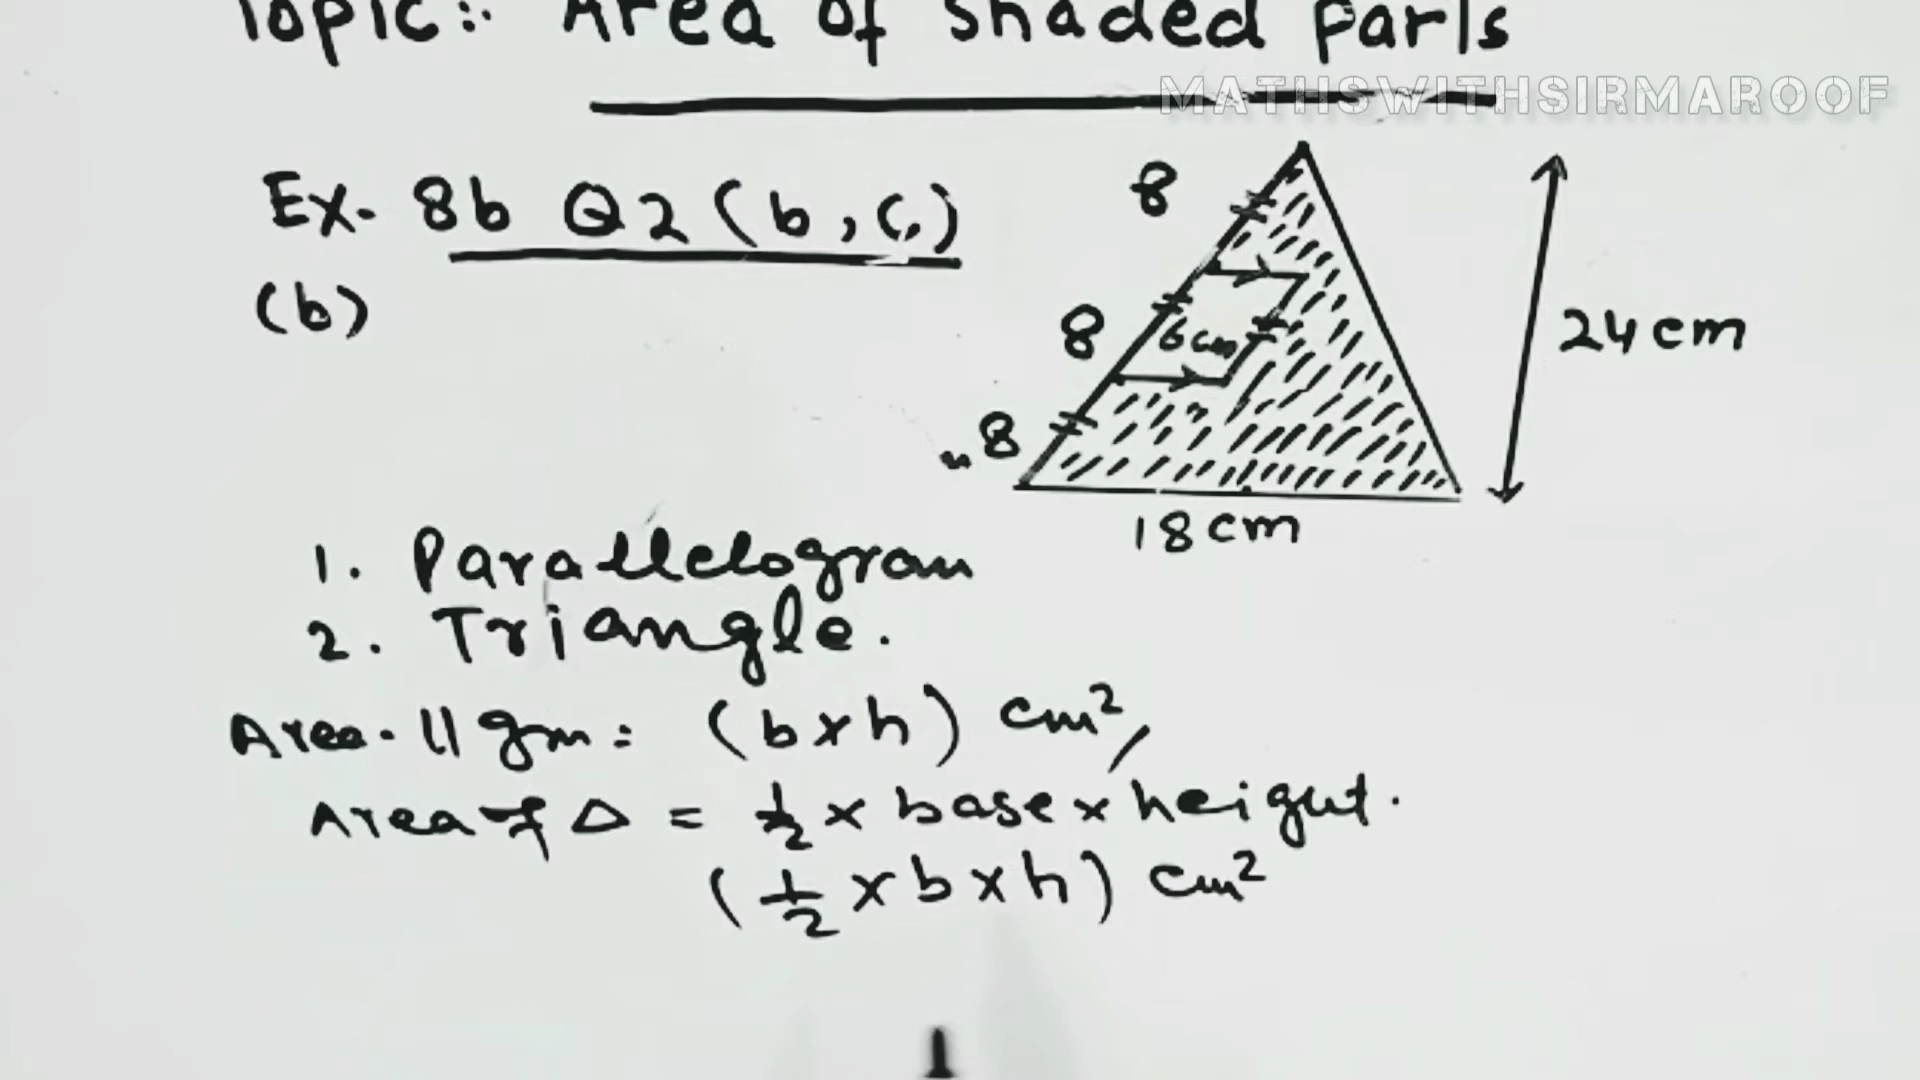 Topic:- Area of Shaded Parts
MATHSWITHSIRMAROOF
Ex. 8b Q2 (b, c)
(b)
8
8
6cm
8
24cm
18cm
1. Parallelogram
2. Triangle.
Area. ||gm = (b×h) cm²,
Area of △ = 1/2 × base × height.
(1/2 × b × h) cm²